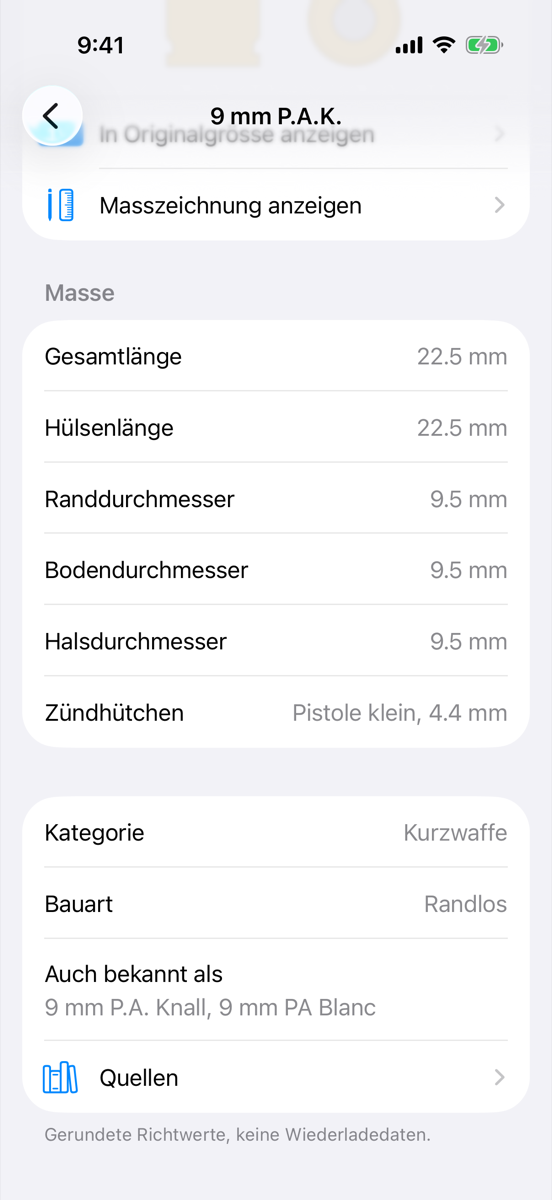 9:41
9 mm P.A.K.
In Originalgrösse anzeigen
Masszeichnung anzeigen
Masse
Gesamtlänge 22.5 mm
Hülsenlänge 22.5 mm
Randdurchmesser 9.5 mm
Bodendurchmesser 9.5 mm
Halsdurchmesser 9.5 mm
Zündhütchen Pistole klein, 4.4 mm
Kategorie Kurzwaffe
Bauart Randlos
Auch bekannt als
9 mm P.A. Knall, 9 mm PA Blanc
Quellen
Gerundete Richtwerte, keine Wiederladedaten.